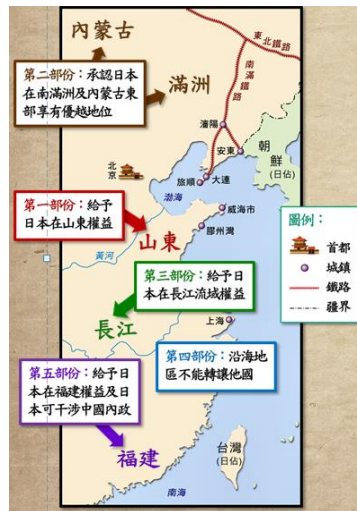 內蒙古
東北鐵路
第二部份：承認日本
在南滿洲及內蒙古東
部享有優越地位
滿洲
南滿鐵路
瀋陽
安東
朝鮮
(日佔)
北京
旅順
大連
渤海
第一部份：給予
日本在山東權益
威海市
山東
膠州灣
黃河
圖例：
首都
城鎮
鐵路
疆界
第三部份：給予日
本在長江流域權益
長江
上海
第四部份：沿海地
區不能轉讓他國
第五部份：給予日
本在福建權益及日
本可干涉中國內政
福建
台灣
(日佔)
南海